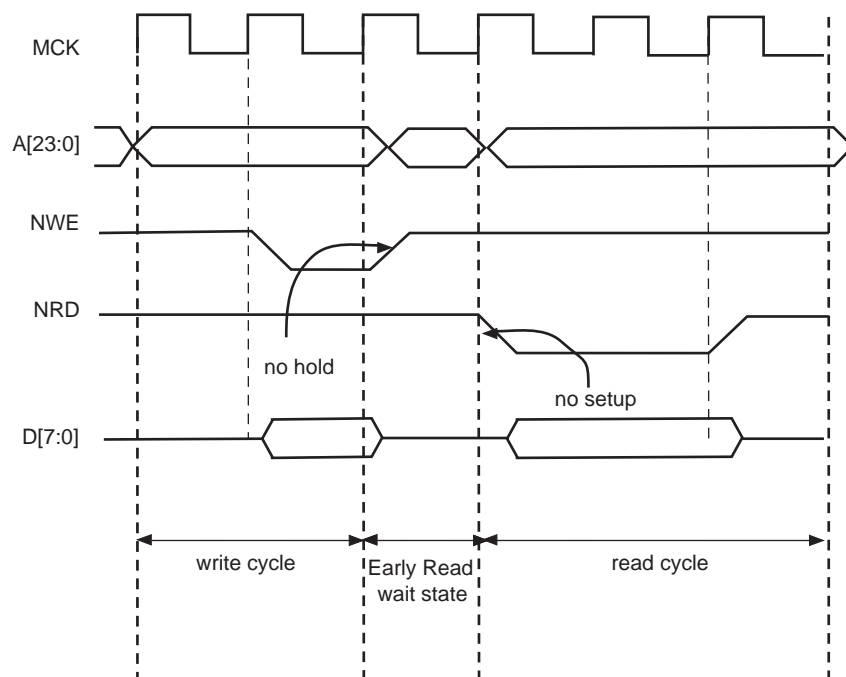 MCK
A[23:0]
NWE
NRD
no hold
no setup
D[7:0]
write cycle
Early Read
wait state
read cycle